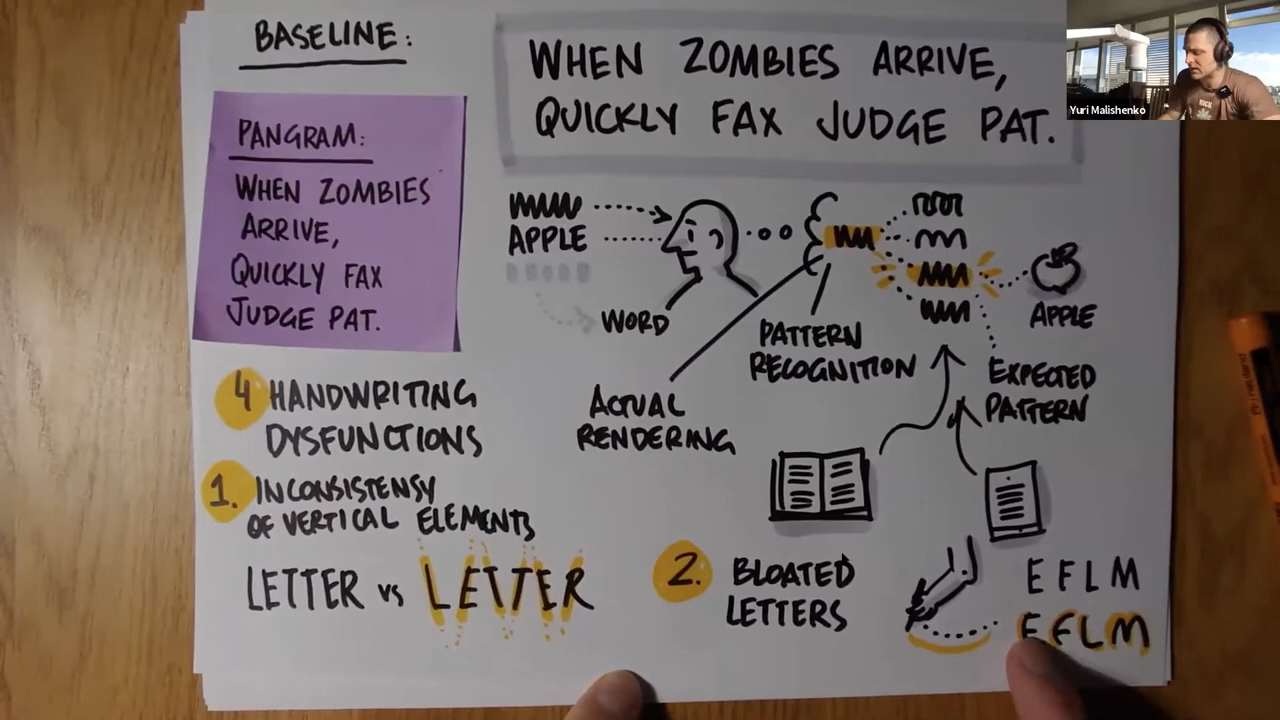 BASELINE:
WHEN ZOMBIES ARRIVE,
QUICKLY FAX JUDGE PAT.
Yuri Malishenko
PANGRAM:
WHEN ZOMBIES
ARRIVE,
QUICKLY FAX
JUDGE PAT.
APPLE
WORD
PATTERN
RECOGNITION
APPLE
EXPECTED
PATTERN
ACTUAL
RENDERING
4 HANDWRITING
DYSFUNCTIONS
1. INCONSISTENSY
OF VERTICAL ELEMENTS
LETTER VS LETTER
2. BLOATED
LETTERS
E F L M
E F L M